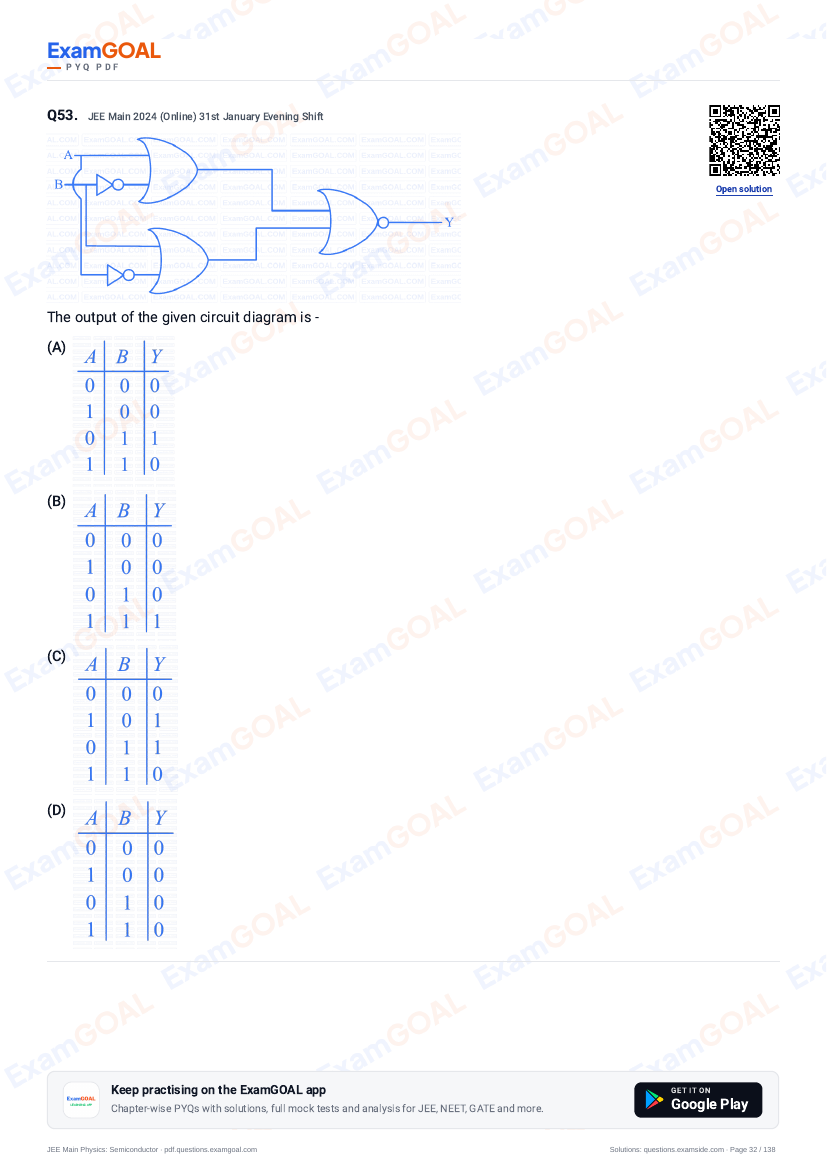 ExamGOAL
PYQ PDF
Q53. JEE Main 2024 (Online) 31st January Evening Shift
Open solution
A
B
Y
The output of the given circuit diagram is -
(A)
A B Y
0 0 0
1 0 0
0 1 1
1 1 0
(B)
A B Y
0 0 0
1 0 0
0 1 0
1 1 1
(C)
A B Y
0 0 0
1 0 1
0 1 1
1 1 0
(D)
A B Y
0 0 0
1 0 0
0 1 0
1 1 0
Keep practising on the ExamGOAL app
Chapter-wise PYQs with solutions, full mock tests and analysis for JEE, NEET, GATE and more.
GET IT ON
Google Play
JEE Main Physics: Semiconductor · pdf.questions.examgoal.com
Solutions: questions.examside.com · Page 32 / 138